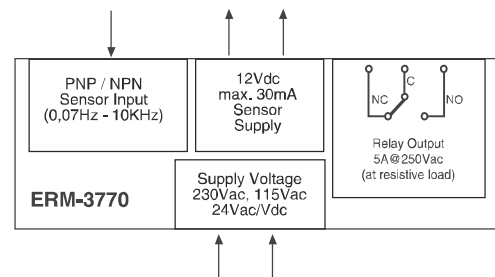 PNP / NPN
Sensor Input
(0,07Hz - 10KHz)
12Vdc
max. 30mA
Sensor
Supply
C
NC
NO
Relay Output
5A@250Vac
(at resistive load)
Supply Voltage
230Vac, 115Vac
24Vac/Vdc
ERM-3770